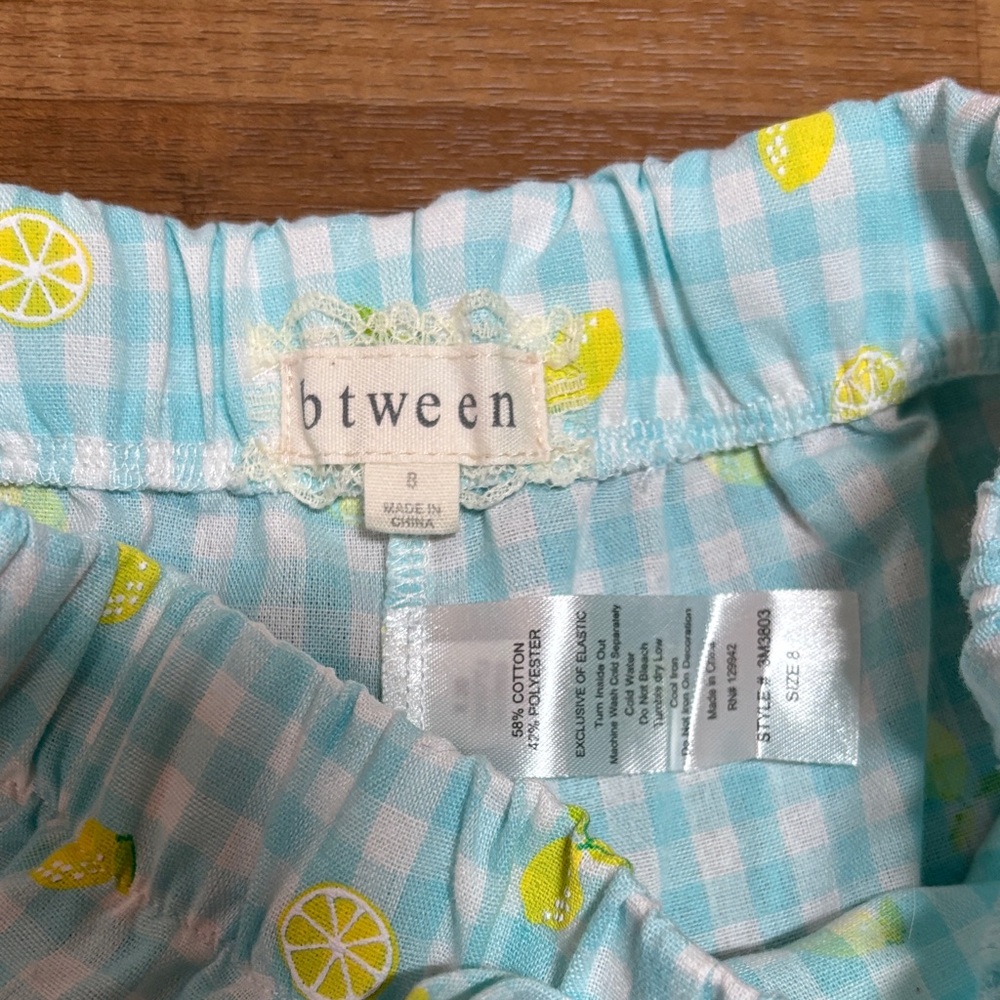 b tween
8
MADE IN
CHINA
58% COTTON
42% POLYESTER
EXCLUSIVE OF ELASTIC
Turn Inside Out
Machine Wash Cold Separately
Cold Water
Do Not Bleach
Tumble dry Low
Cool Iron
Do Not Iron On Decoration
Made in China
RN# 129942
STYLE # 3M3803
SIZE 8